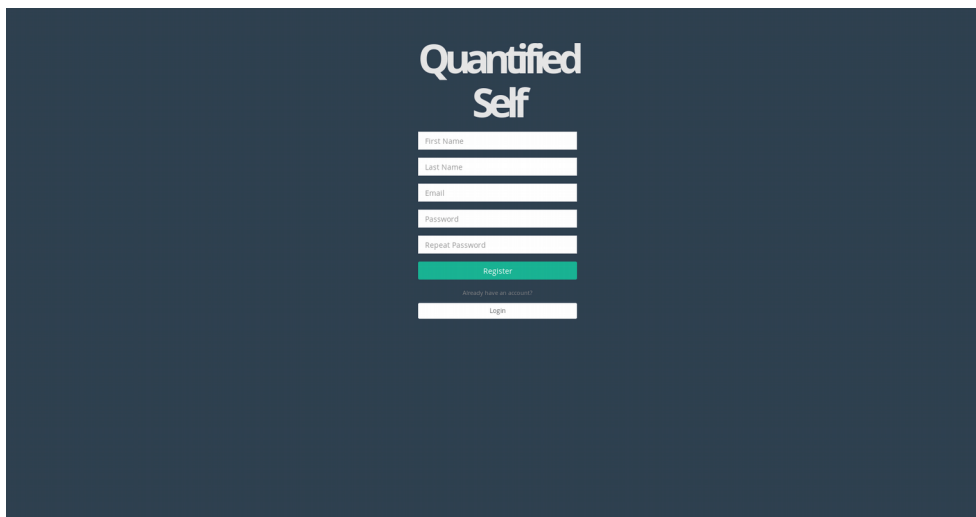 Quantified
Self
First Name
Last Name
Email
Password
Repeat Password
Register
Already have an account?
Login